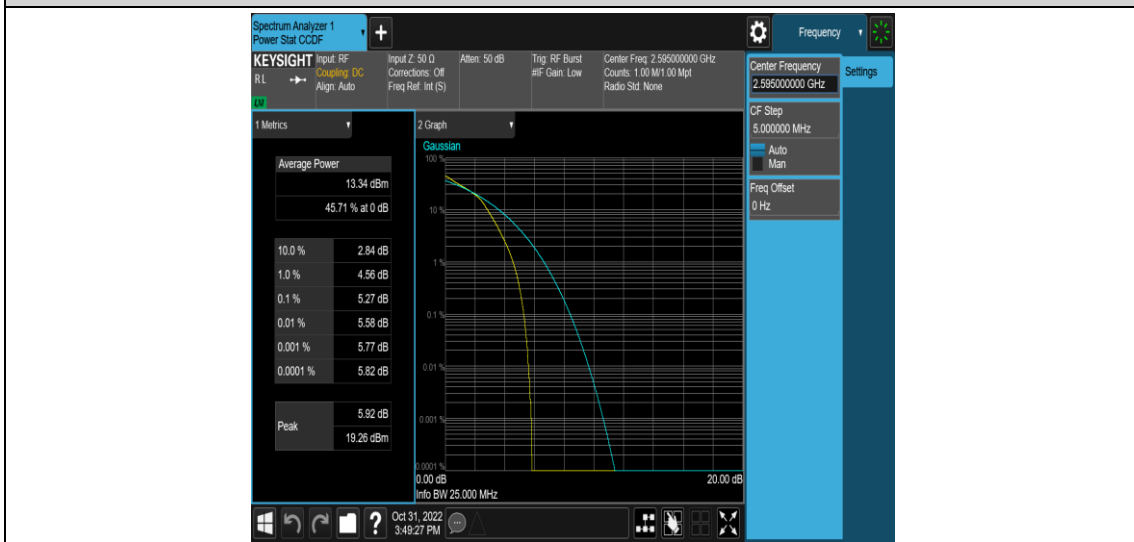 Spectrum Analyzer 1
Power Stat CCDF
+
Frequency
KEYSIGHT
RL
Input: RF
Coupling: DC
Align: Auto
Input Z: 50 Ω
Corrections: Off
Freq Ref: Int (S)
Atten: 50 dB
Trig: RF Burst
#IF Gain: Low
Center Freq: 2.595000000 GHz
Counts: 1.00 M/1.00 Mpt
Radio Std: None
Center Frequency
2.595000000 GHz
Settings
CF Step
5.000000 MHz
Auto
Man
Freq Offset
0 Hz
1 Metrics
Average Power
13.34 dBm
45.71 % at 0 dB
10.0 % 2.84 dB
1.0 % 4.56 dB
0.1 % 5.27 dB
0.01 % 5.58 dB
0.001 % 5.77 dB
0.0001 % 5.82 dB
Peak
5.92 dB
19.26 dBm
2 Graph
Gaussian
100 %
10 %
1 %
0.1 %
0.01 %
0.001 %
0.0001 %
0.00 dB 20.00 dB
Info BW 25.000 MHz
?
Oct 31, 2022
3:49:27 PM